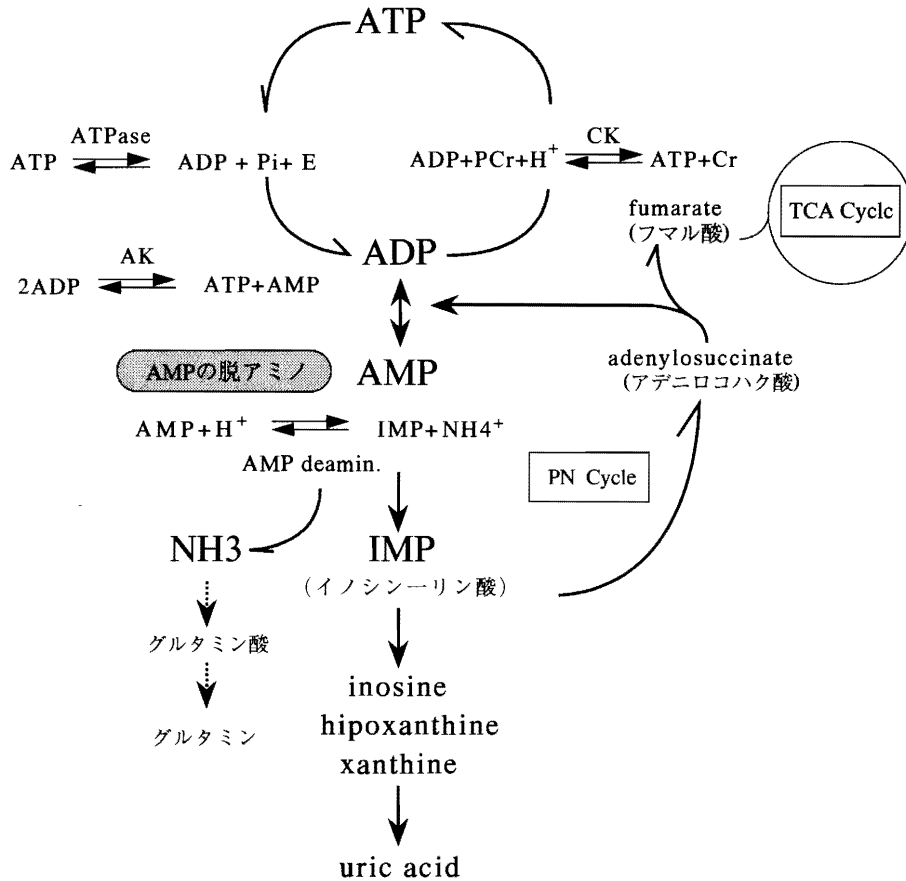 ATP
ATPase
ATP ADP + Pi+ E
CK
ADP+PCr+H+ ATP+Cr
fumarate
(フマル酸)
TCA Cyclc
ADP
AK
2ADP ATP+AMP
AMPの脱アミノ
AMP
adenylosuccinate
(アデニロコハク酸)
AMP+H+ IMP+NH4+
AMP deamin.
PN Cycle
NH3
IMP
(イノシン一リン酸)
グルタミン酸
グルタミン
inosine
hipoxanthine
xanthine
uric acid